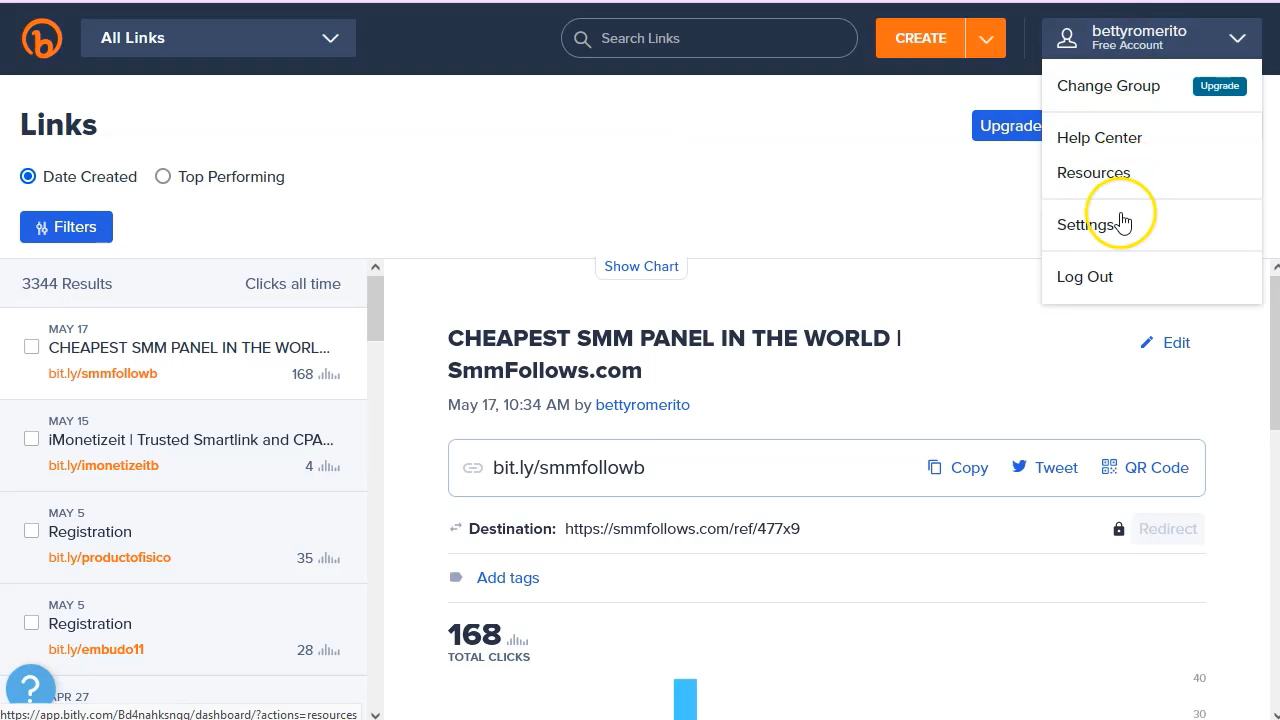 All Links
Search Links
CREATE
bettyromerito
Free Account
Change Group
Upgrade
Help Center
Resources
Settings
Log Out
Links
Upgrade
Date Created
Top Performing
Filters
3344 Results
Clicks all time
Show Chart
MAY 17
CHEAPEST SMM PANEL IN THE WORL...
bit.ly/smmfollowb
168
MAY 15
iMonetizeit | Trusted Smartlink and CPA...
bit.ly/imonetizeitb
4
MAY 5
Registration
bit.ly/productofisico
35
MAY 5
Registration
bit.ly/embudo11
28
APR 27
?
https://app.bitly.com/Bd4nahksnqq/dashboard/?actions=resources
CHEAPEST SMM PANEL IN THE WORLD |
SmmFollows.com
Edit
May 17, 10:34 AM by bettyromerito
bit.ly/smmfollowb
Copy
Tweet
QR Code
Destination: https://smmfollows.com/ref/477x9
Redirect
Add tags
168
TOTAL CLICKS
40
30